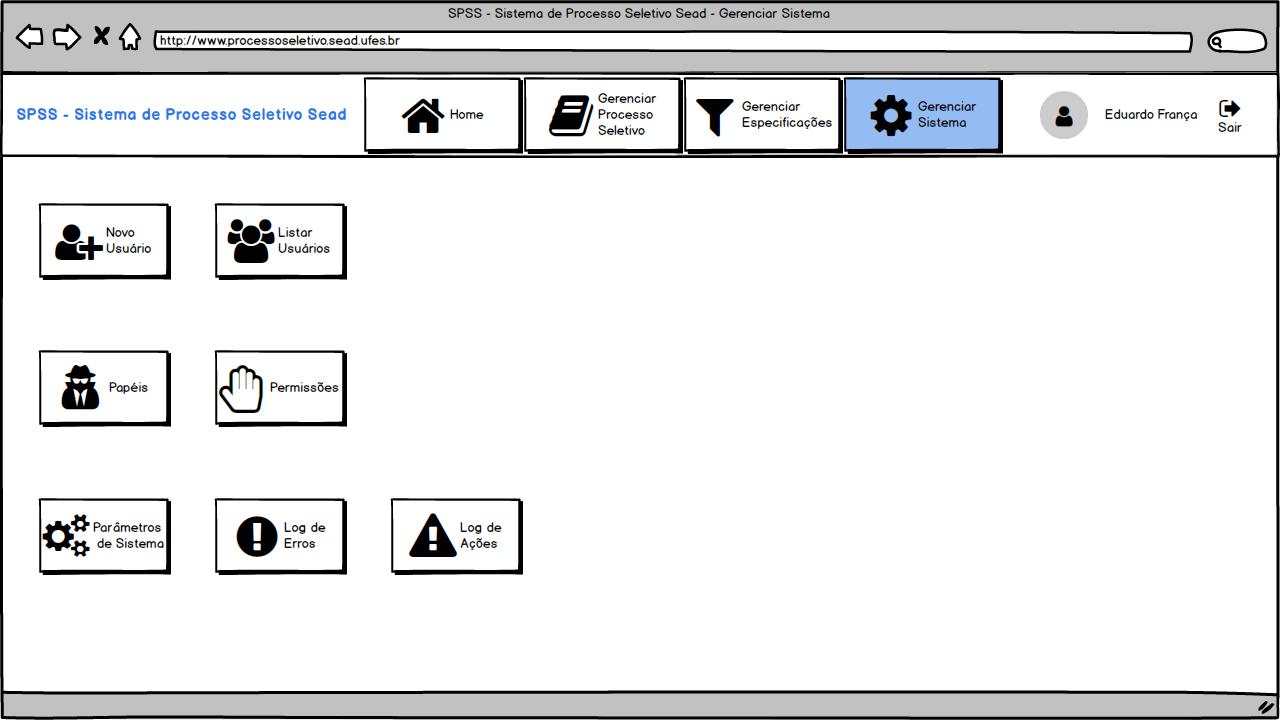 SPSS - Sistema de Processo Seletivo Sead - Gerenciar Sistema
http://www.processoseletivo.sead.ufes.br
SPSS - Sistema de Processo Seletivo Sead
Home
Gerenciar
Processo
Seletivo
Gerenciar
Especificações
Gerenciar
Sistema
Eduardo França
Sair
Novo
Usuário
Listar
Usuários
Papéis
Permissões
Parâmetros
de Sistema
Log de
Erros
Log de
Ações